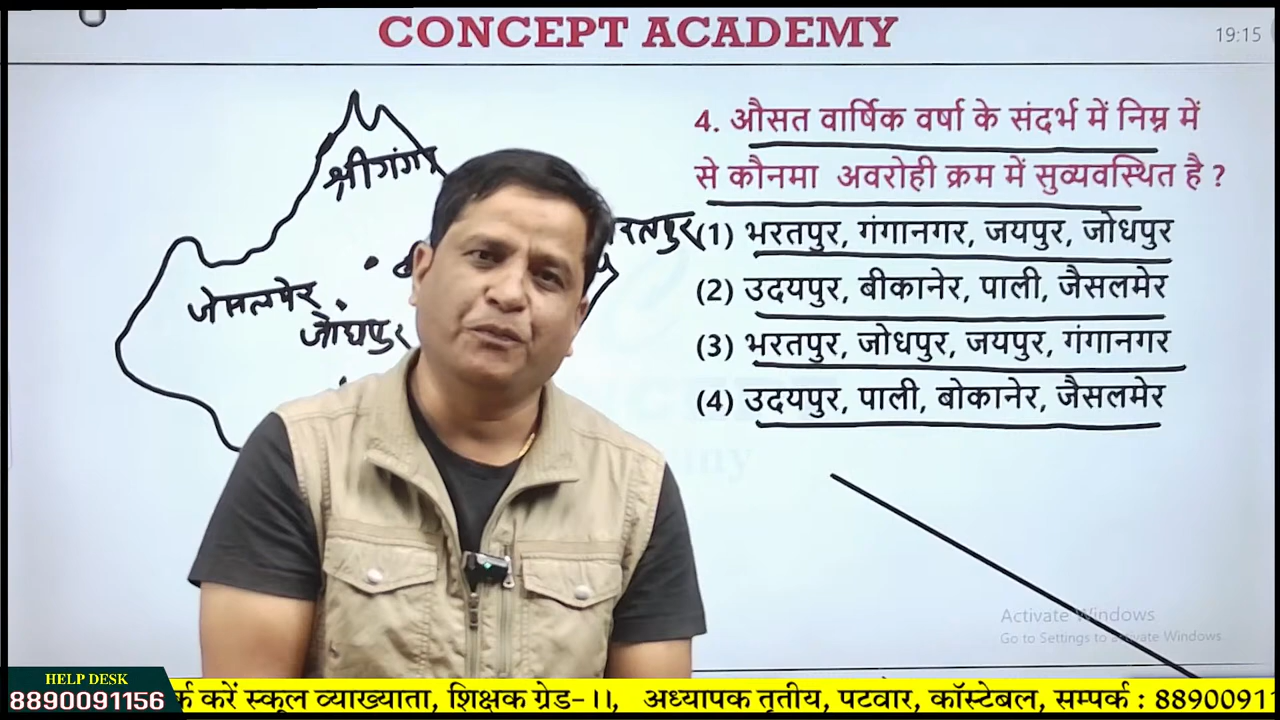 CONCEPT ACADEMY
19:15
4. औसत वार्षिक वर्षा के संदर्भ में निम्न में
से कौनमा अवरोही क्रम में सुव्यवस्थित है ?
(1) भरतपुर, गंगानगर, जयपुर, जोधपुर
(2) उदयपुर, बीकानेर, पाली, जैसलमेर
(3) भरतपुर, जोधपुर, जयपुर, गंगानगर
(4) उदयपुर, पाली, बोकानेर, जैसलमेर
श्रीगंगा
रतपुर
जैसलमेर
जोधपुर
Activate Windows
Go to Settings to activate Windows
HELP DESK
8890091156
र्क करें स्कूल व्याख्याता, शिक्षक ग्रेड-।।, अध्यापक तृतीय, पटवार, कॉस्टेबल, सम्पर्क : 8890091